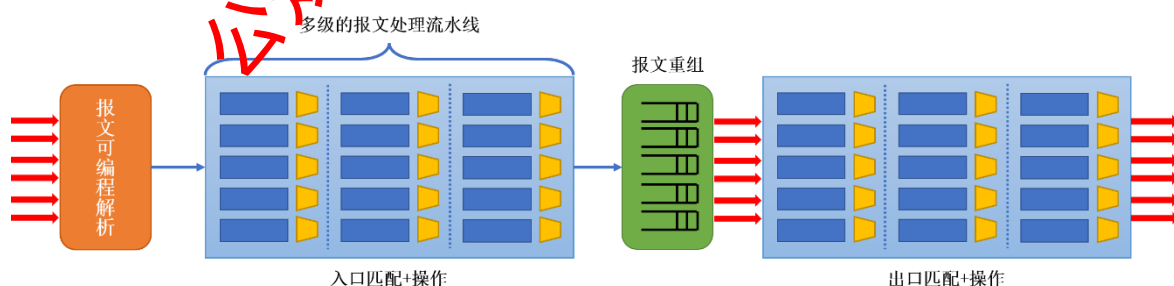 公
多级的报文处理流水线
报文重组
报文可编程解析
入口匹配+操作
出口匹配+操作